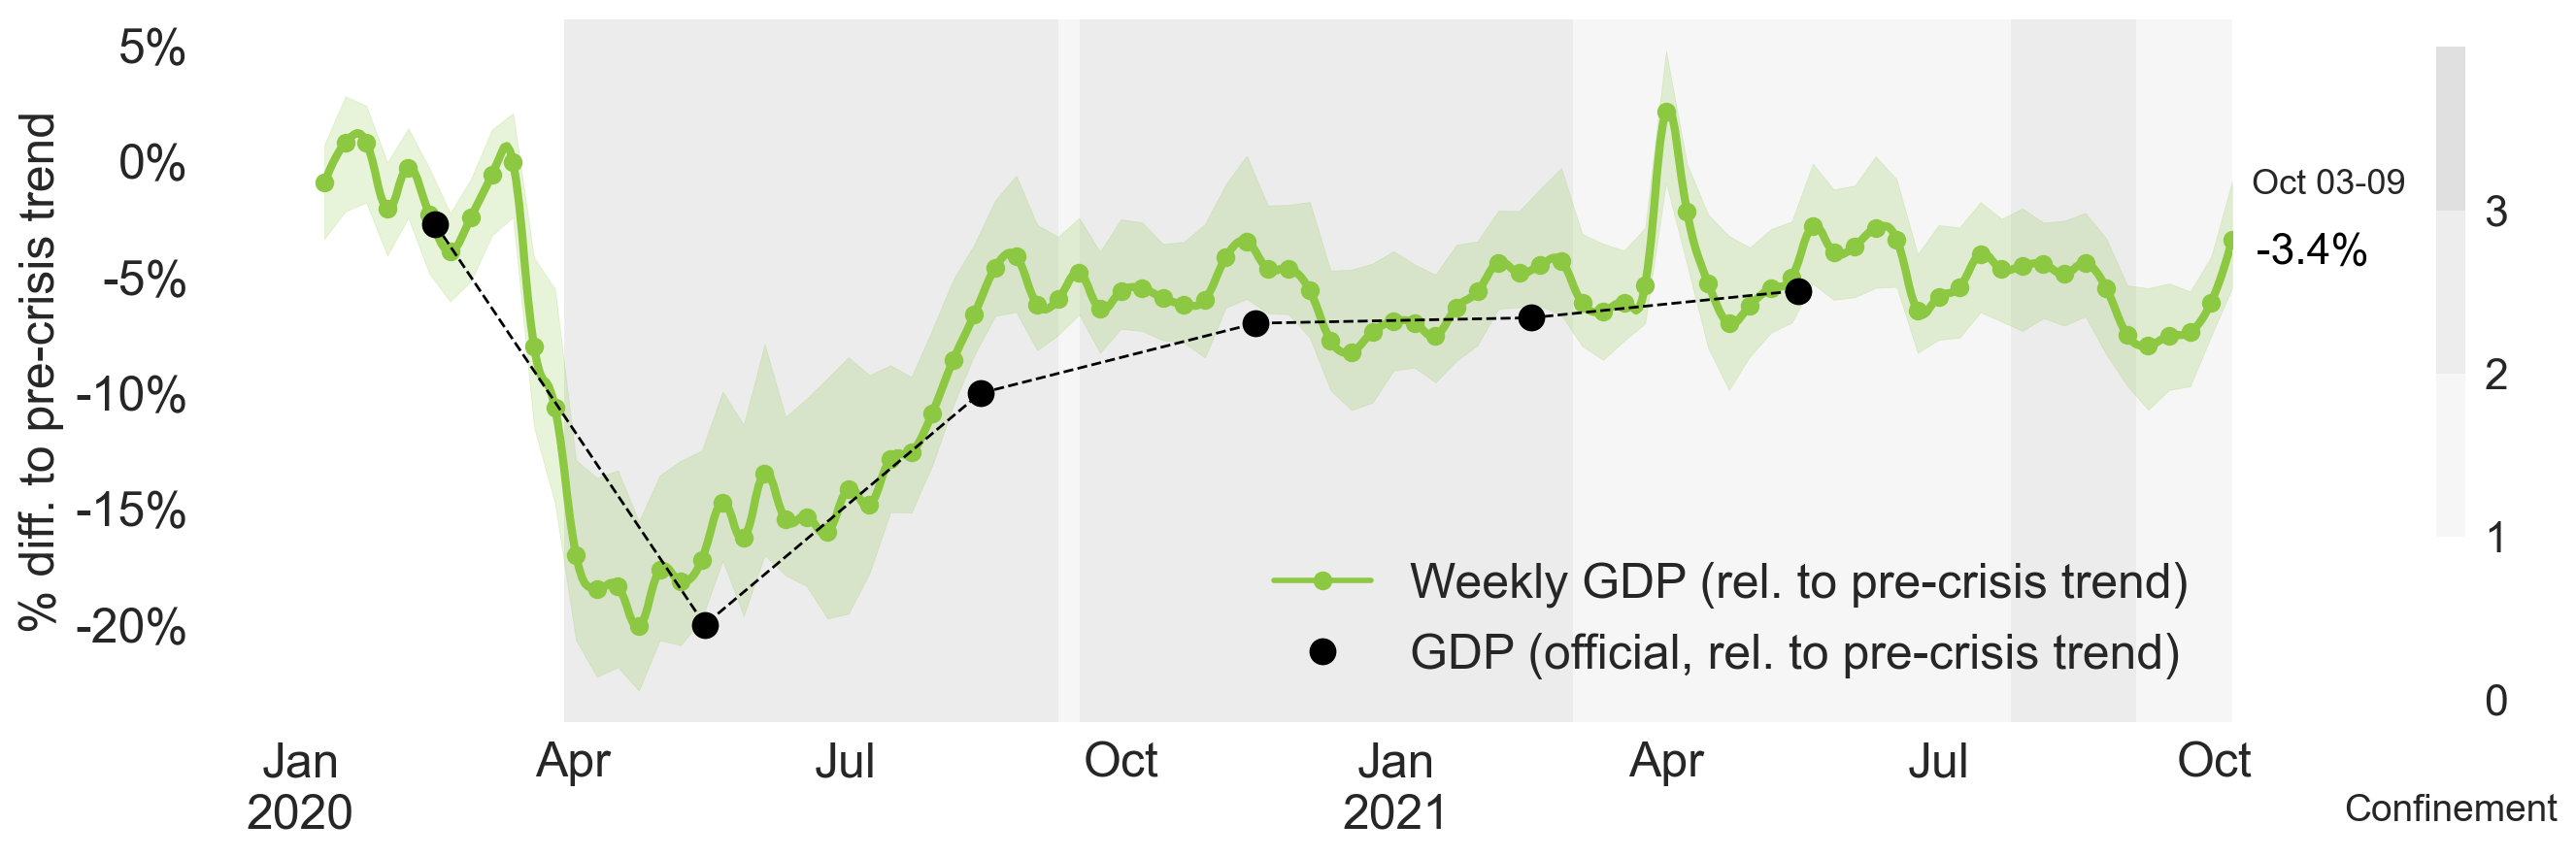 % diff. to pre-crisis trend
5%
0%
-5%
-10%
-15%
-20%
Jan
2020
Apr
Jul
Oct
Jan
2021
Apr
Jul
Oct
Weekly GDP (rel. to pre-crisis trend)
GDP (official, rel. to pre-crisis trend)
Oct 03-09
-3.4%
3
2
1
0
Confinement